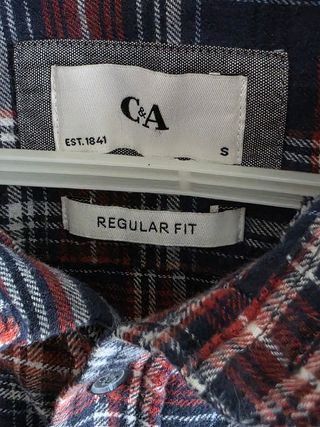 C&A
EST.1841
S
REGULAR FIT